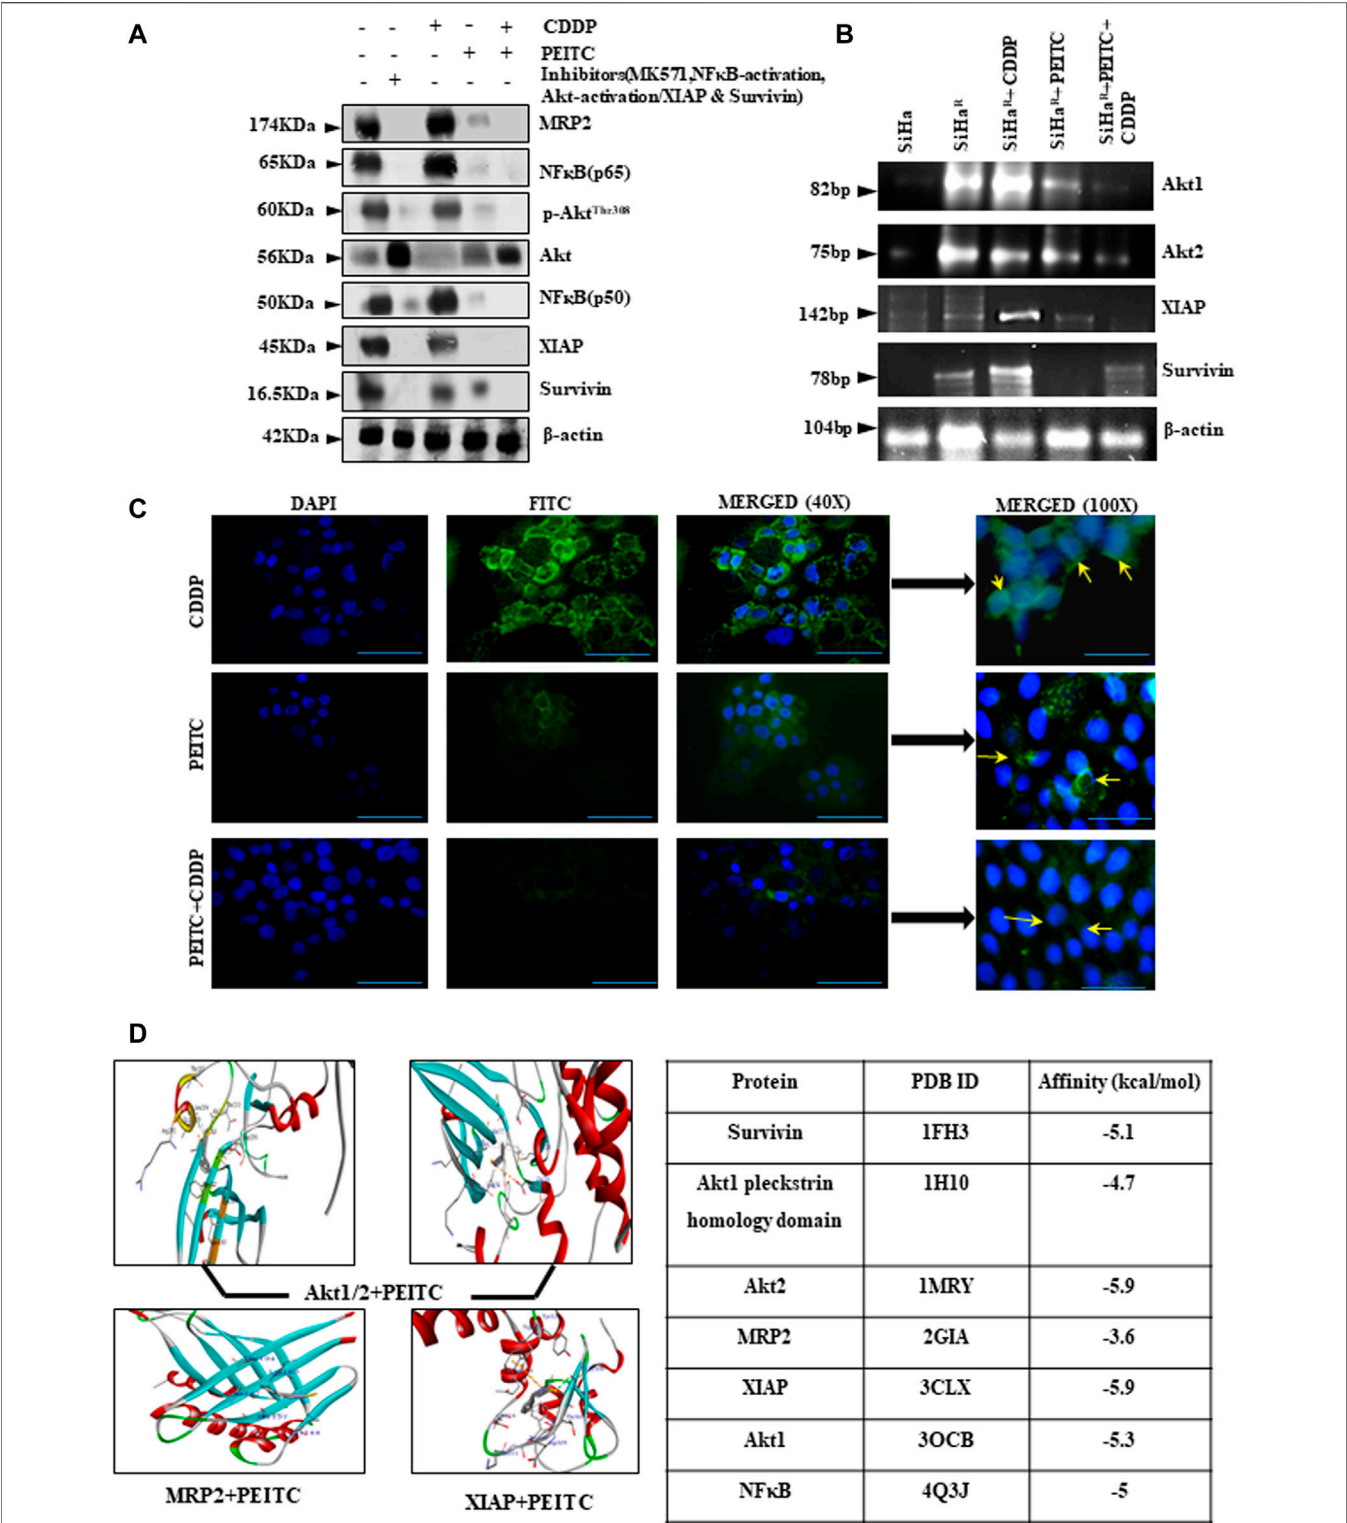 A
- - + - + CDDP
- - - + + PEITC
- + - - - Inhibitors(MK571,NFκB-activation,
Akt-activation/XIAP & Survivin)
174KDa MRP2
65KDa NFκB(p65)
60KDa p-Akt Thr308
56KDa Akt
50KDa NFκB(p50)
45KDa XIAP
16.5KDa Survivin
42KDa β-actin
B
SiHa
SiHaR
SiHaR+CDDP
SiHaR+PEITC
SiHaR+PEITC+
CDDP
82bp Akt1
75bp Akt2
142bp XIAP
78bp Survivin
104bp β-actin
C
DAPI FITC MERGED (40X) MERGED (100X)
CDDP
PEITC
PEITC+CDDP
D
Akt1/2+PEITC
MRP2+PEITC
XIAP+PEITC
Protein PDB ID Affinity (kcal/mol)
Survivin 1FH3 -5.1
Akt1 pleckstrin
homology domain 1H10 -4.7
Akt2 1MRY -5.9
MRP2 2GIA -3.6
XIAP 3CLX -5.9
Akt1 3OCB -5.3
NFκB 4Q3J -5